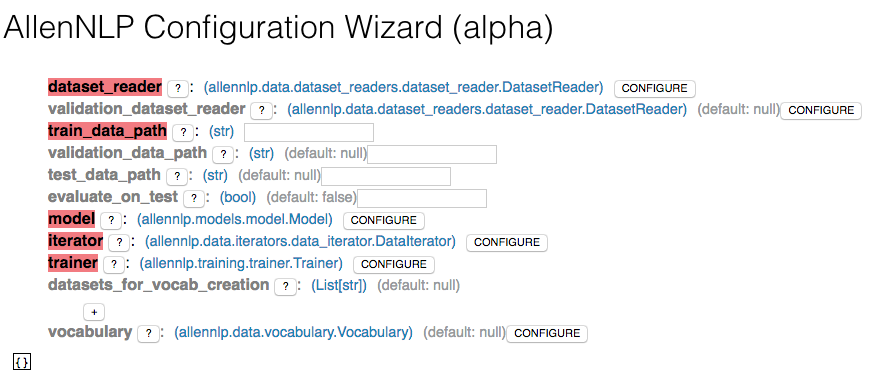 AllenNLP Configuration Wizard (alpha)
dataset_reader ? : (allennlp.data.dataset_readers.dataset_reader.DatasetReader) CONFIGURE
validation_dataset_reader ? : (allennlp.data.dataset_readers.dataset_reader.DatasetReader) (default: null) CONFIGURE
train_data_path ? : (str)
validation_data_path ? : (str) (default: null)
test_data_path ? : (str) (default: null)
evaluate_on_test ? : (bool) (default: false)
model ? : (allennlp.models.model.Model) CONFIGURE
iterator ? : (allennlp.data.iterators.data_iterator.DataIterator) CONFIGURE
trainer ? : (allennlp.training.trainer.Trainer) CONFIGURE
datasets_for_vocab_creation ? : (List[str]) (default: null)
+
vocabulary ? : (allennlp.data.vocabulary.Vocabulary) (default: null) CONFIGURE
{}